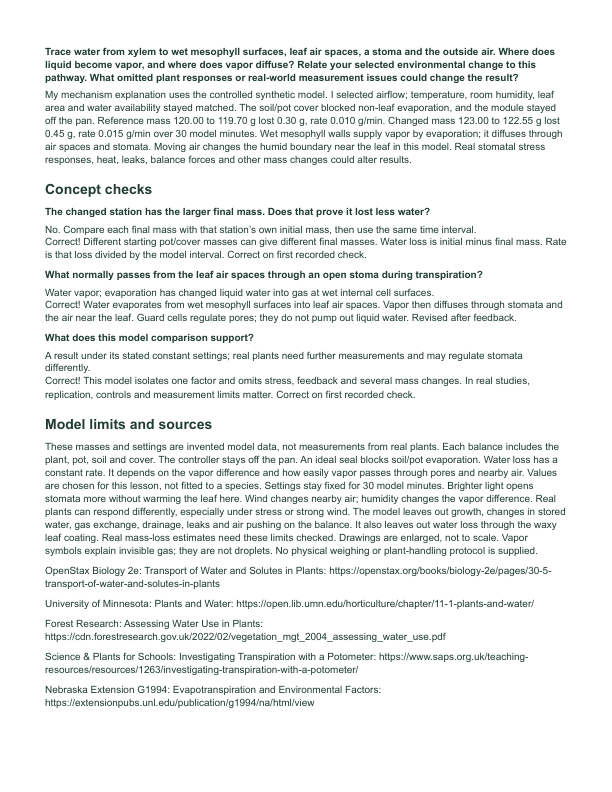 Trace water from xylem to wet mesophyll surfaces, leaf air spaces, a stoma and the outside air. Where does
liquid become vapor, and where does vapor diffuse? Relate your selected environmental change to this
pathway. What omitted plant responses or real-world measurement issues could change the result?
My mechanism explanation uses the controlled synthetic model. I selected airflow; temperature, room humidity, leaf
area and water availability stayed matched. The soil/pot cover blocked non-leaf evaporation, and the module stayed
off the pan. Reference mass 120.00 to 119.70 g lost 0.30 g, rate 0.010 g/min. Changed mass 123.00 to 122.55 g lost
0.45 g, rate 0.015 g/min over 30 model minutes. Wet mesophyll walls supply vapor by evaporation; it diffuses through
air spaces and stomata. Moving air changes the humid boundary near the leaf in this model. Real stomatal stress
responses, heat, leaks, balance forces and other mass changes could alter results.
Concept checks
The changed station has the larger final mass. Does that prove it lost less water?
No. Compare each final mass with that station's own initial mass, then use the same time interval.
Correct! Different starting pot/cover masses can give different final masses. Water loss is initial minus final mass. Rate
is that loss divided by the model interval. Correct on first recorded check.
What normally passes from the leaf air spaces through an open stoma during transpiration?
Water vapor; evaporation has changed liquid water into gas at wet internal cell surfaces.
Correct! Water evaporates from wet mesophyll surfaces into leaf air spaces. Vapor then diffuses through stomata and
the air near the leaf. Guard cells regulate pores; they do not pump out liquid water. Revised after feedback.
What does this model comparison support?
A result under its stated constant settings; real plants need further measurements and may regulate stomata
differently.
Correct! This model isolates one factor and omits stress, feedback and several mass changes. In real studies,
replication, controls and measurement limits matter. Correct on first recorded check.
Model limits and sources
These masses and settings are invented model data, not measurements from real plants. Each balance includes the
plant, pot, soil and cover. The controller stays off the pan. An ideal seal blocks soil/pot evaporation. Water loss has a
constant rate. It depends on the vapor difference and how easily vapor passes through pores and nearby air. Values
are chosen for this lesson, not fitted to a species. Settings stay fixed for 30 model minutes. Brighter light opens
stomata more without warming the leaf here. Wind changes nearby air; humidity changes the vapor difference. Real
plants can respond differently, especially under stress or strong wind. The model leaves out growth, changes in stored
water, gas exchange, drainage, leaks and air pushing on the balance. It also leaves out water loss through the waxy
leaf coating. Real mass-loss estimates need these limits checked. Drawings are enlarged, not to scale. Vapor
symbols explain invisible gas; they are not droplets. No physical weighing or plant-handling protocol is supplied.
OpenStax Biology 2e: Transport of Water and Solutes in Plants: https://openstax.org/books/biology-2e/pages/30-5-
transport-of-water-and-solutes-in-plants
University of Minnesota: Plants and Water: https://open.lib.umn.edu/horticulture/chapter/11-1-plants-and-water/
Forest Research: Assessing Water Use in Plants:
https://cdn.forestresearch.gov.uk/2022/02/vegetation_mgt_2004_assessing_water_use.pdf
Science & Plants for Schools: Investigating Transpiration with a Potometer: https://www.saps.org.uk/teaching-
resources/resources/1263/investigating-transpiration-with-a-potometer/
Nebraska Extension G1994: Evapotranspiration and Environmental Factors:
https://extensionpubs.unl.edu/publication/g1994/na/html/view